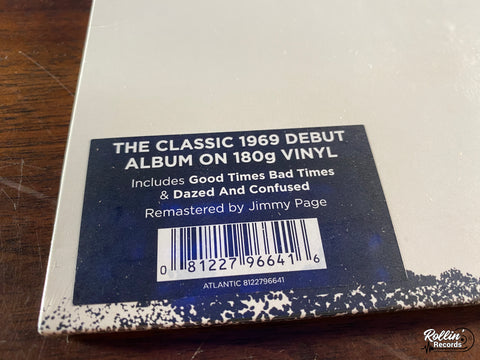 THE CLASSIC 1969 DEBUT
ALBUM ON 180g VINYL
Includes Good Times Bad Times
& Dazed And Confused
Remastered by Jimmy Page
0 81227 96641 6
ATLANTIC 8122796641
Rollin'
Records